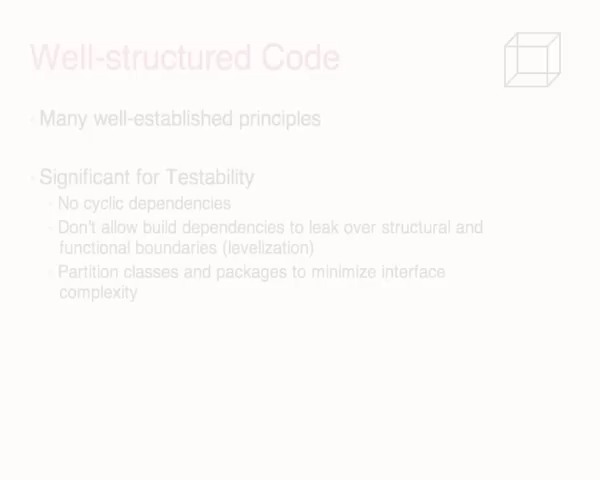 Well-structured Code
Many well-established principles
Significant for Testability
No cyclic dependencies
Don't allow build dependencies to leak over structural and
functional boundaries (levelization)
Partition classes and packages to minimize interface
complexity